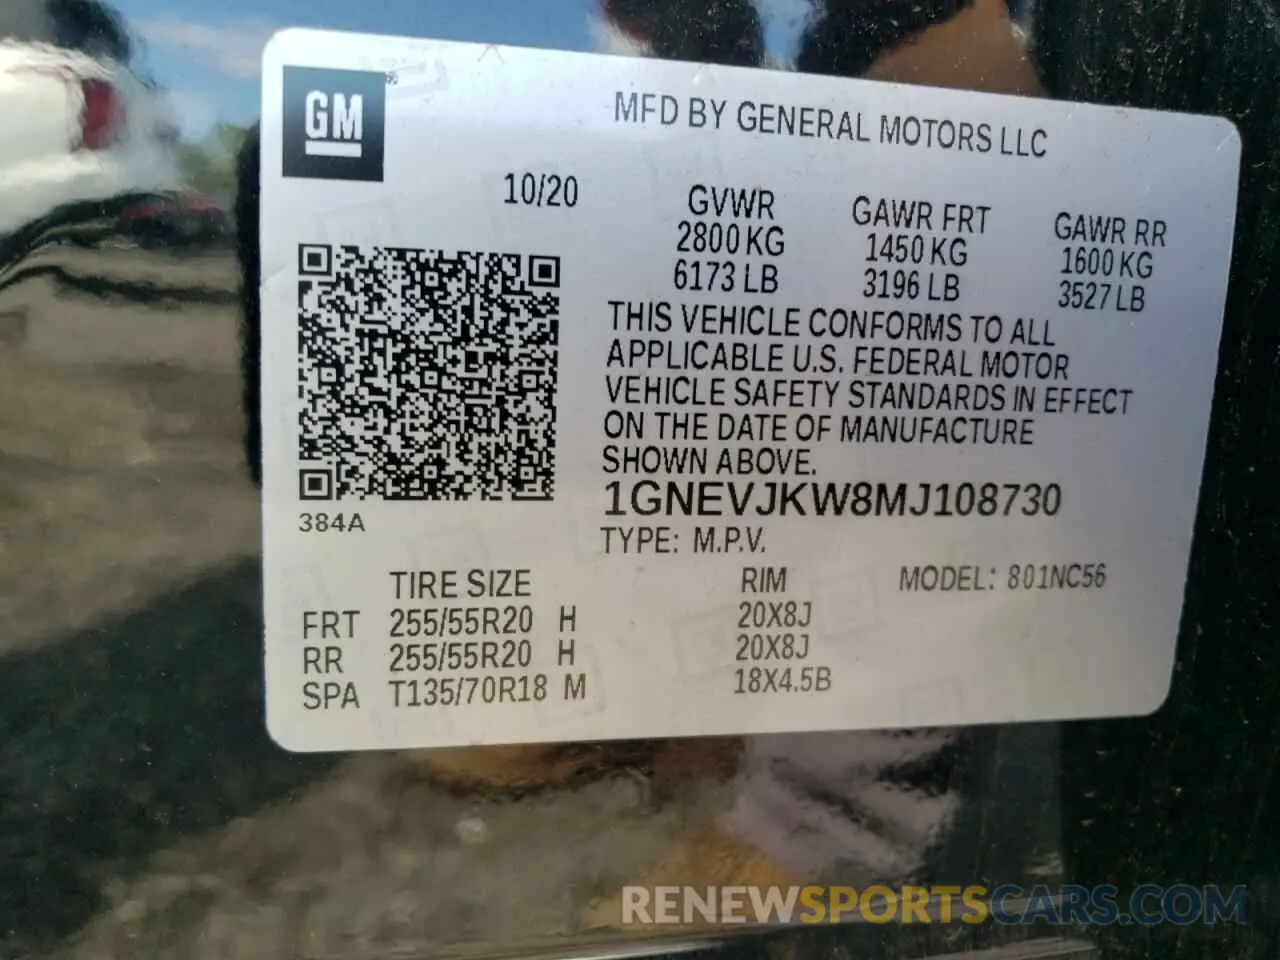 GM®
MFD BY GENERAL MOTORS LLC
10/20
GVWR
2800 KG
6173 LB
GAWR FRT
1450 KG
3196 LB
GAWR RR
1600 KG
3527 LB
THIS VEHICLE CONFORMS TO ALL
APPLICABLE U.S. FEDERAL MOTOR
VEHICLE SAFETY STANDARDS IN EFFECT
ON THE DATE OF MANUFACTURE
SHOWN ABOVE.
1GNEVJKW8MJ108730
384A
TYPE: M.P.V.
TIRE SIZE RIM MODEL: 801NC56
FRT 255/55R20 H 20X8J
RR 255/55R20 H 20X8J
SPA T135/70R18 M 18X4.5B
RENEWSPORTSCARS.COM